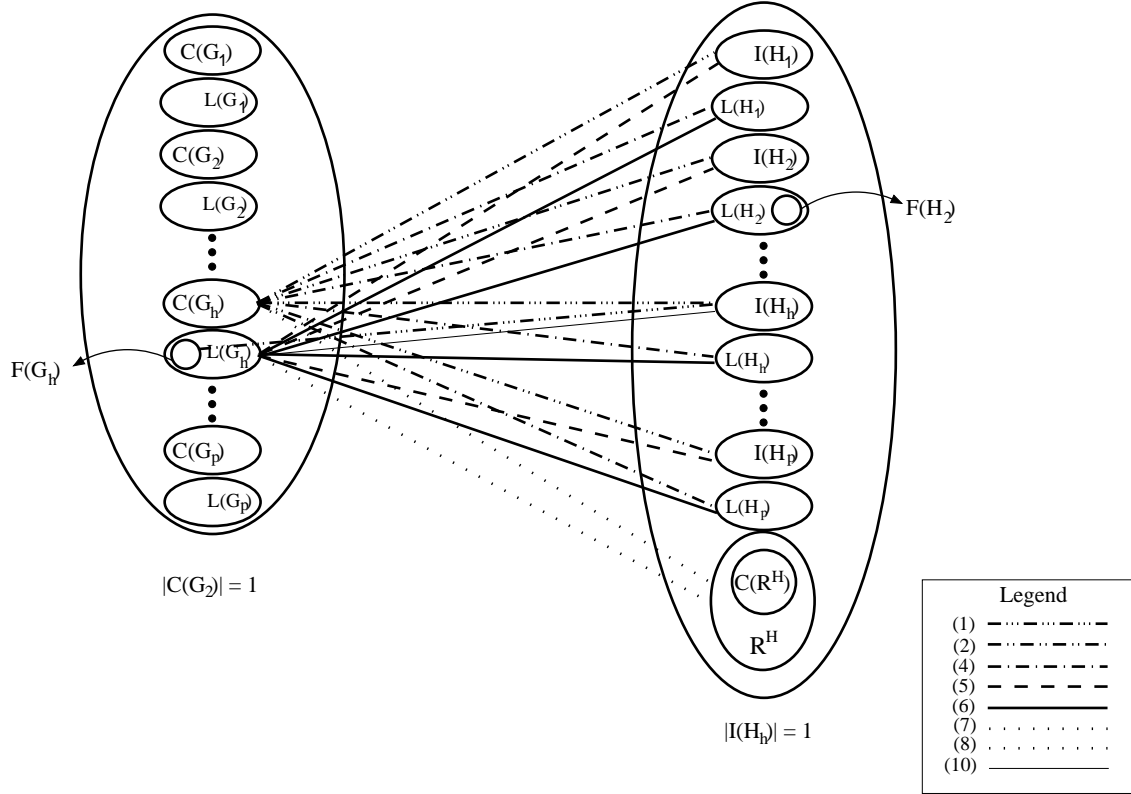 C(G₁)
L(G₁)
C(G₂)
L(G₂)
C(Gₕ)
L(Gₕ)
F(Gₕ)
C(Gₚ)
L(Gₚ)
|C(G₂)| = 1
I(H₁)
L(H₁)
I(H₂)
L(H₂)
F(H₂)
I(Hₕ)
L(Hₕ)
I(Hₚ)
L(Hₚ)
C(Rᴴ)
Rᴴ
|I(Hₕ)| = 1
Legend
(1)
(2)
(4)
(5)
(6)
(7)
(8)
(10)